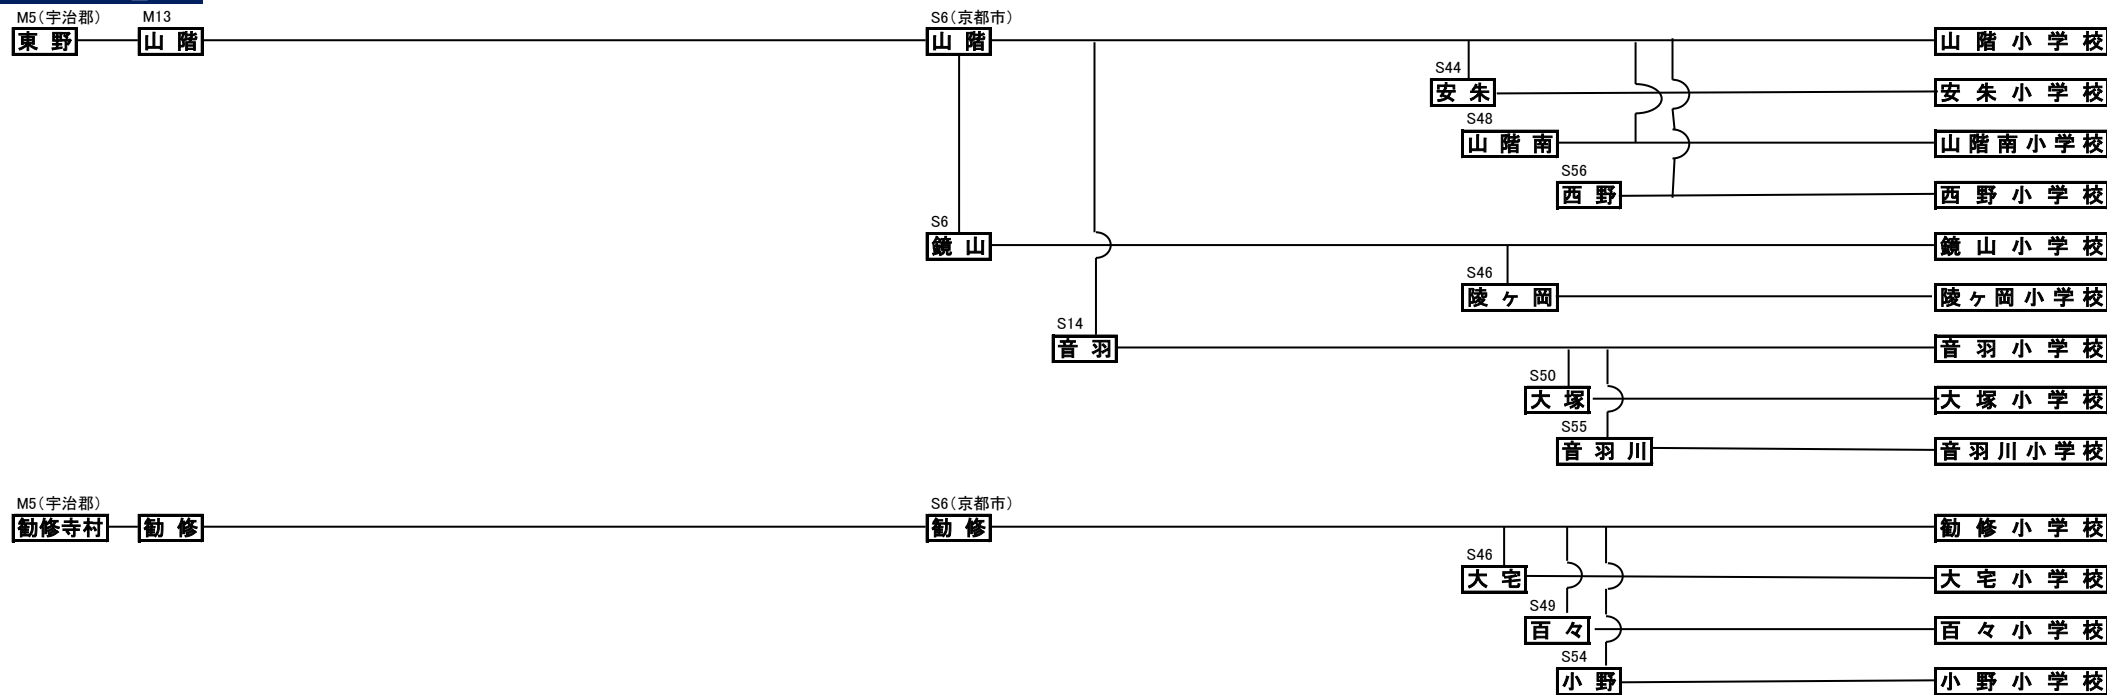 M5(宇治郡) M13 S6(京都市)
東野 山階 山階 山階小学校
S44
安朱 安朱小学校
S48
山階南 山階南小学校
S56
西野 西野小学校
S6
鏡山 鏡山小学校
S46
陵ヶ岡 陵ヶ岡小学校
S14
音羽 音羽小学校
S50
大塚 大塚小学校
S55
音羽川 音羽川小学校
M5(宇治郡) S6(京都市)
勧修寺村 勧修 勧修 勧修小学校
S46
大宅 大宅小学校
S49
百々 百々小学校
S54
小野 小野小学校